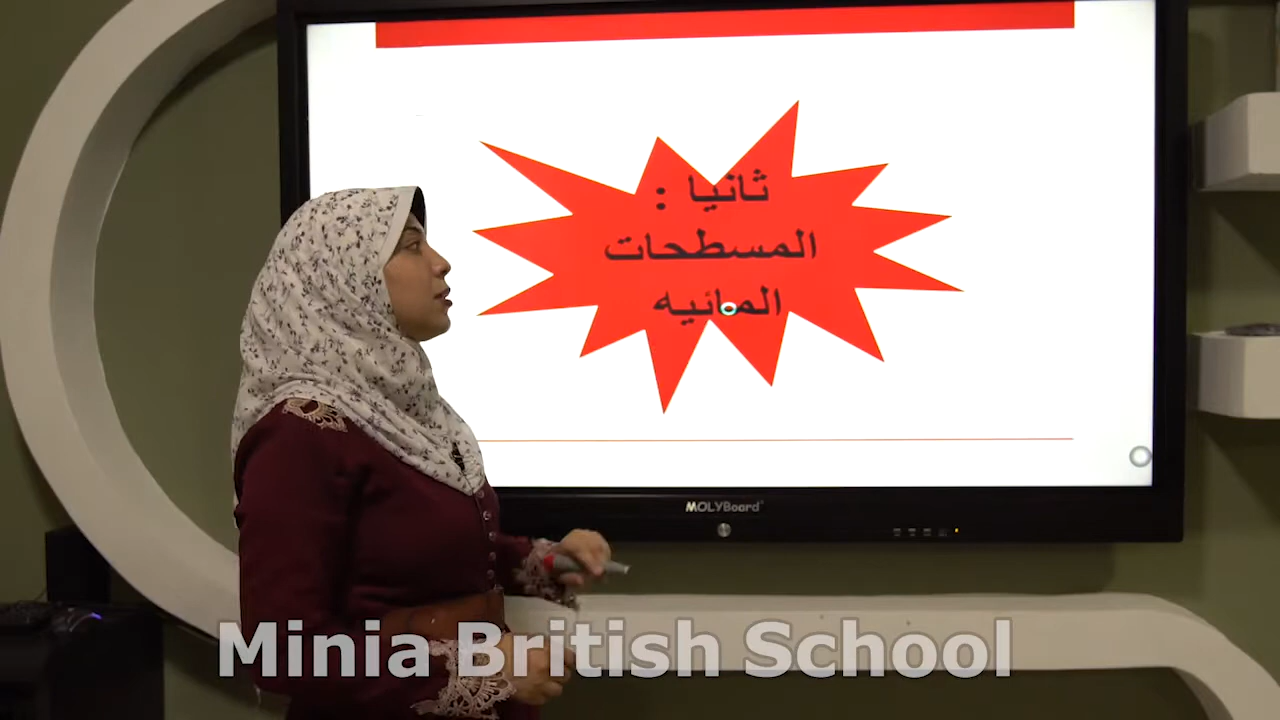 ثانيا :
المسطحات
المائيه
MOLYBoard
Minia British School